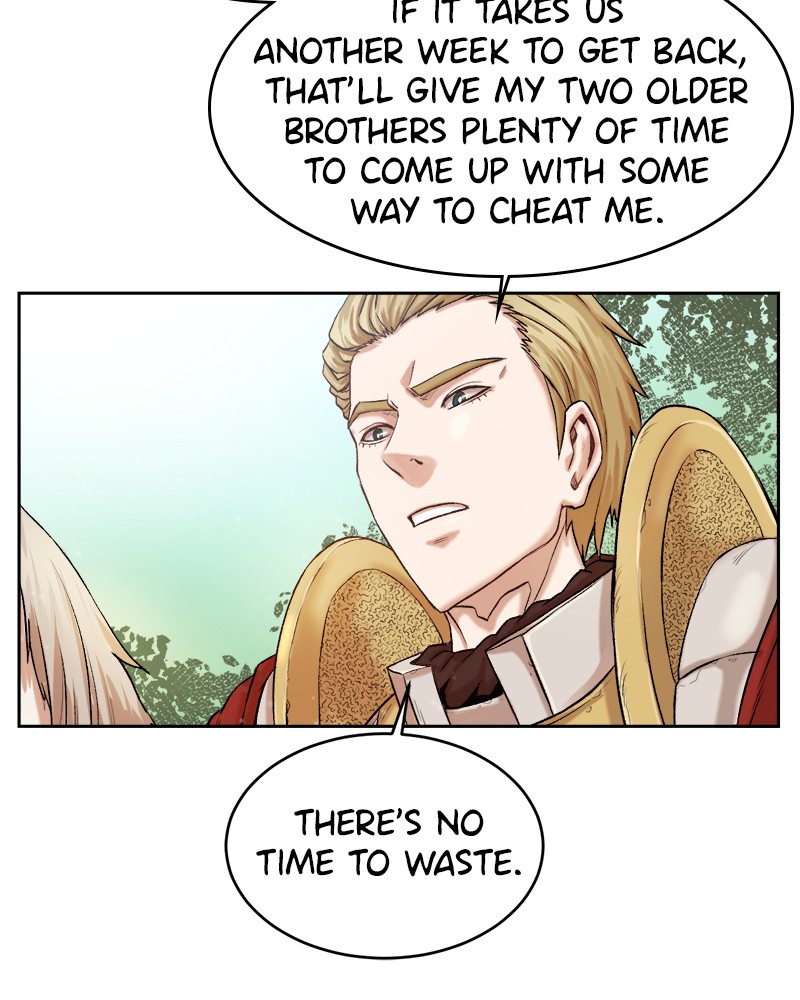 IF IT TAKES US
ANOTHER WEEK TO GET BACK,
THAT'LL GIVE MY TWO OLDER
BROTHERS PLENTY OF TIME
TO COME UP WITH SOME
WAY TO CHEAT ME.
THERE'S NO
TIME TO WASTE.